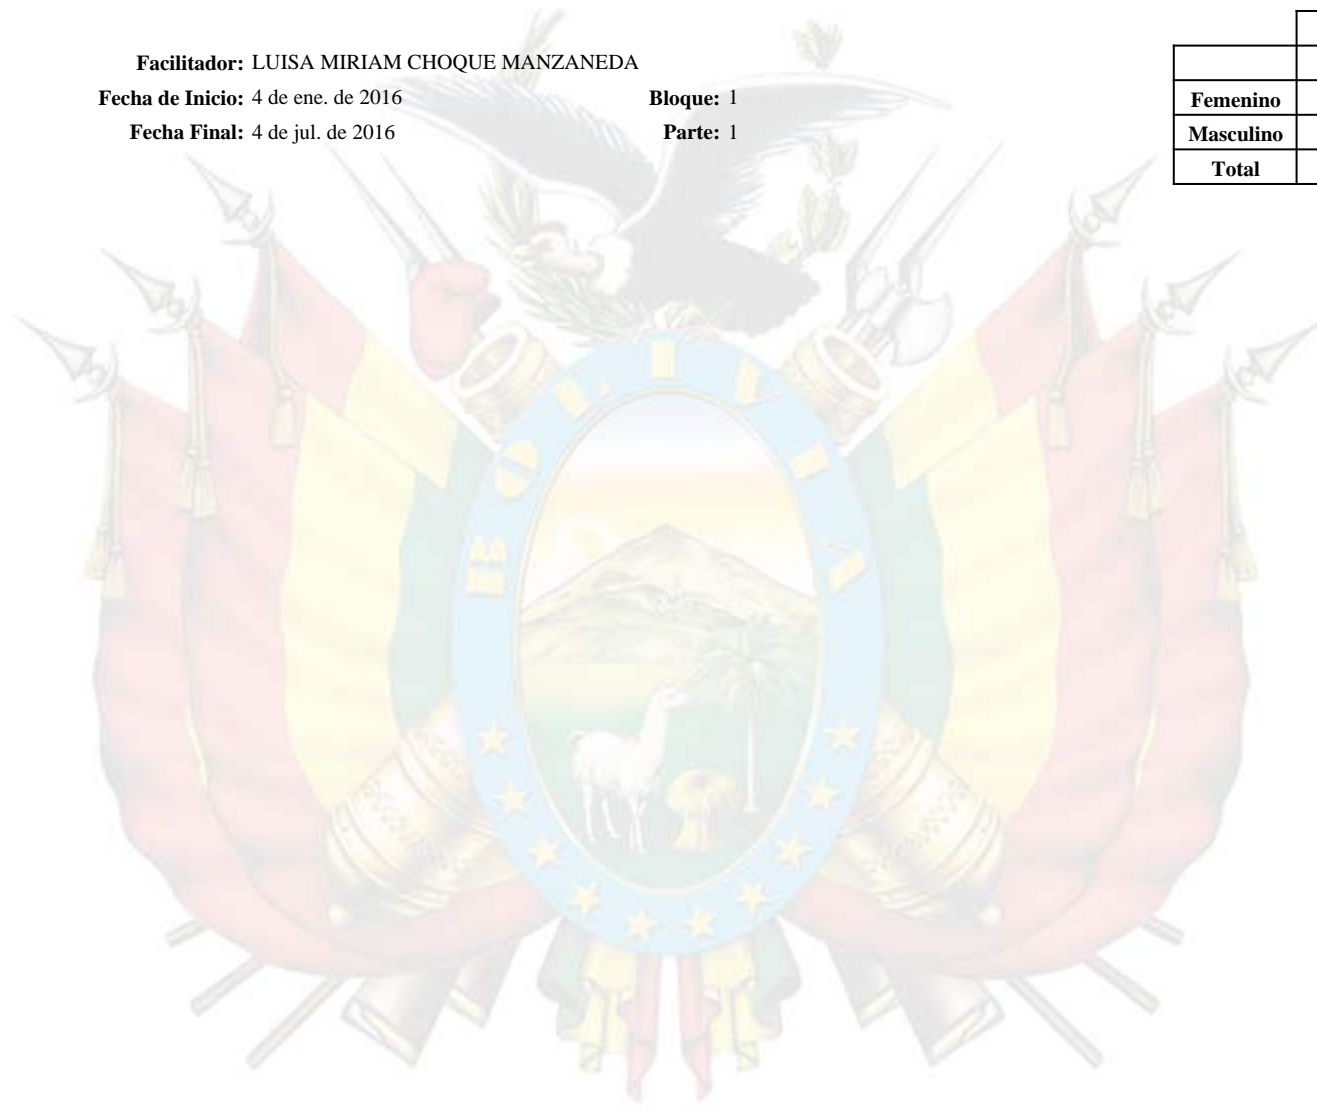 Facilitador: LUISA MIRIAM CHOQUE MANZANEDA
Fecha de Inicio: 4 de ene. de 2016 Bloque: 1
Fecha Final: 4 de jul. de 2016 Parte: 1
Femenino
Masculino
Total
BOLIVIA